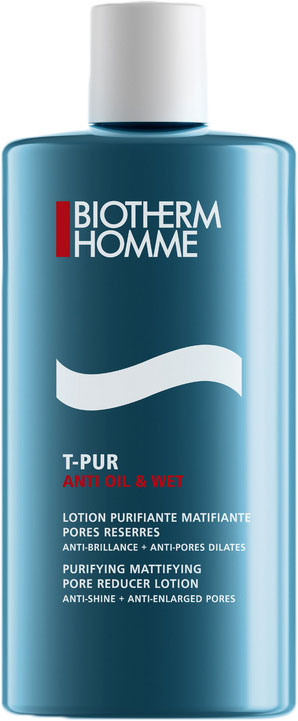 BIOTHERM
HOMME
T-PUR
ANTI OIL & WET
LOTION PURIFIANTE MATIFIANTE
PORES RESERRES
ANTI-BRILLANCE + ANTI-PORES DILATES
PURIFYING MATTIFYING
PORE REDUCER LOTION
ANTI-SHINE + ANTI-ENLARGED PORES